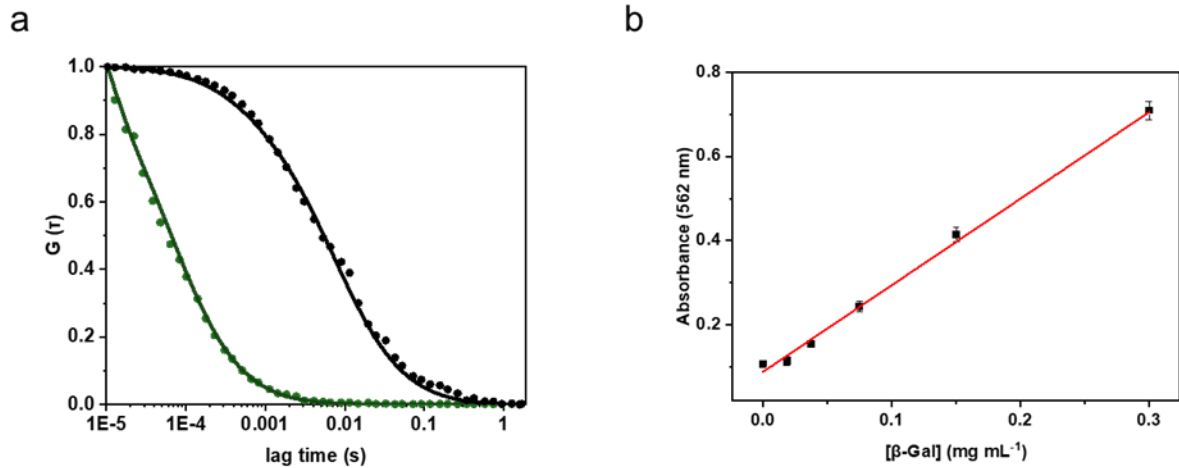 a
1.0
0.8
0.6
0.4
0.2
0.0
G (τ)
1E-5 1E-4 0.001 0.01 0.1 1
lag time (s)
b
0.8
0.6
0.4
0.2
Absorbance (562 nm)
0.0 0.1 0.2 0.3
[β-Gal] (mg mL⁻¹)